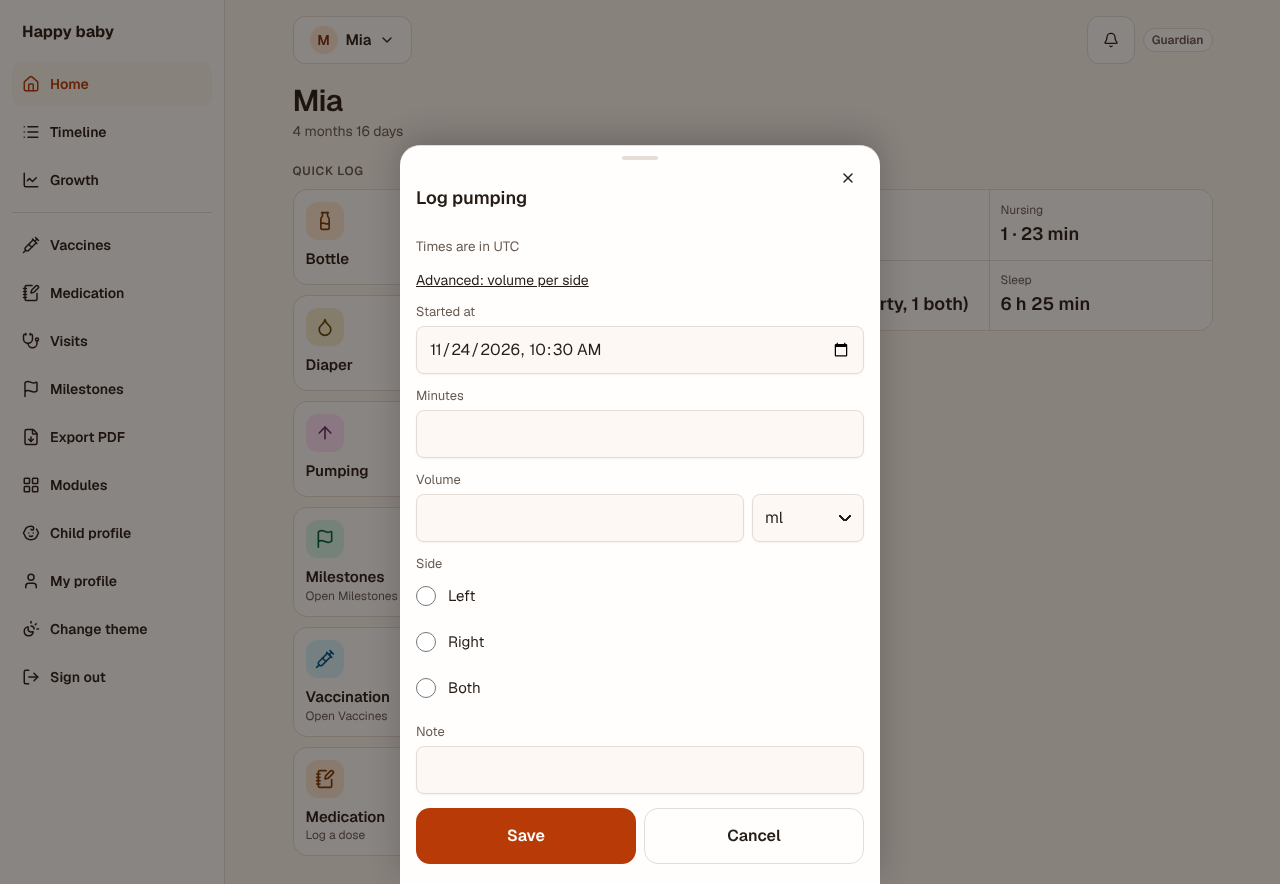 Happy baby
Home
Timeline
Growth
Vaccines
Medication
Visits
Milestones
Export PDF
Modules
Child profile
My profile
Change theme
Sign out
M Mia
Guardian
Mia
4 months 16 days
QUICK LOG
Bottle
Diaper
Pumping
Milestones
Open Milestones
Vaccination
Open Vaccines
Medication
Log a dose
Nursing
1 · 23 min
rty, 1 both)
Sleep
6 h 25 min
Log pumping
Times are in UTC
Advanced: volume per side
Started at
11/24/2026, 10:30 AM
Minutes
Volume
ml
Side
Left
Right
Both
Note
Save
Cancel